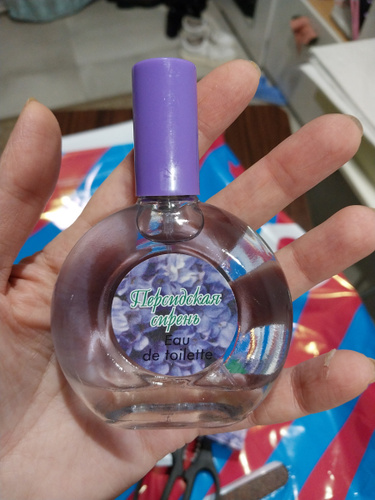 Персидская
сирень
Eau
de toilette